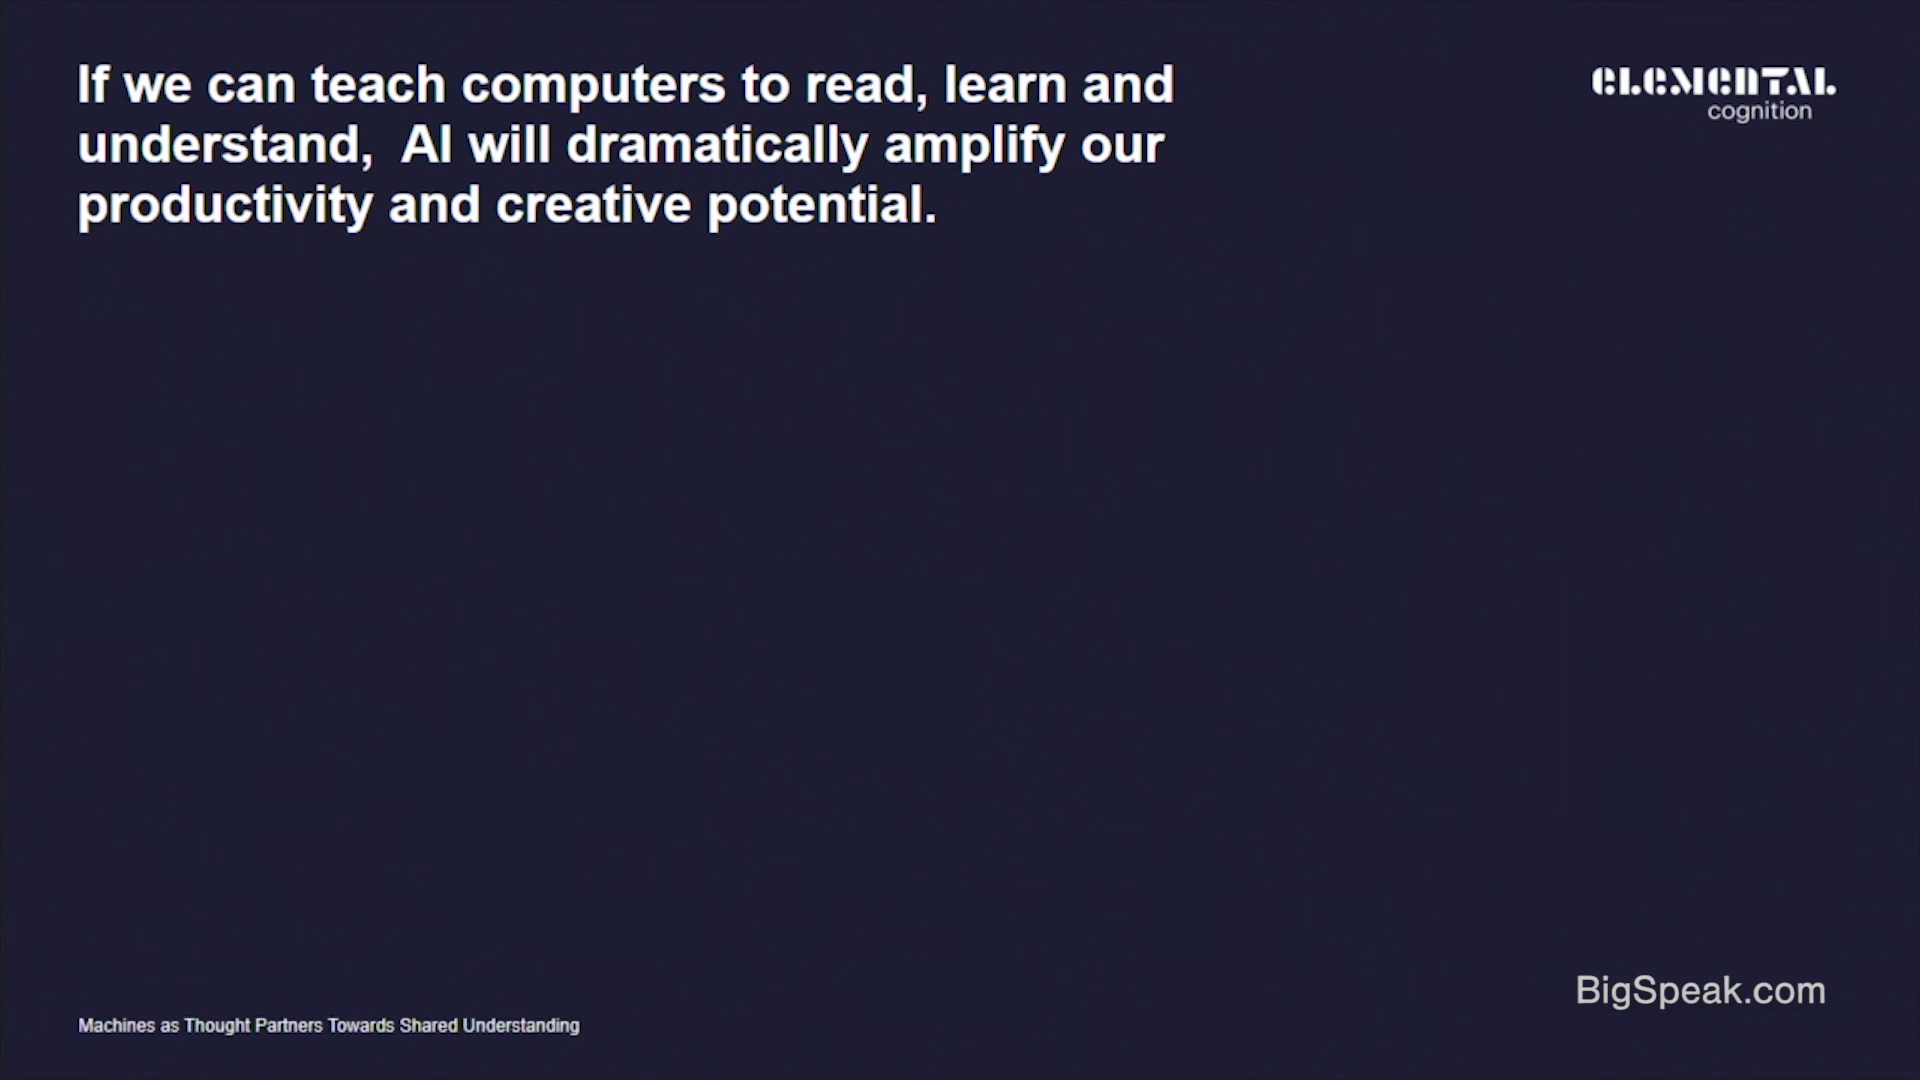 If we can teach computers to read, learn and
understand,  AI will dramatically amplify our
productivity and creative potential.
eLeMenTAL
cognition
BigSpeak.com
Machines as Thought Partners Towards Shared Understanding